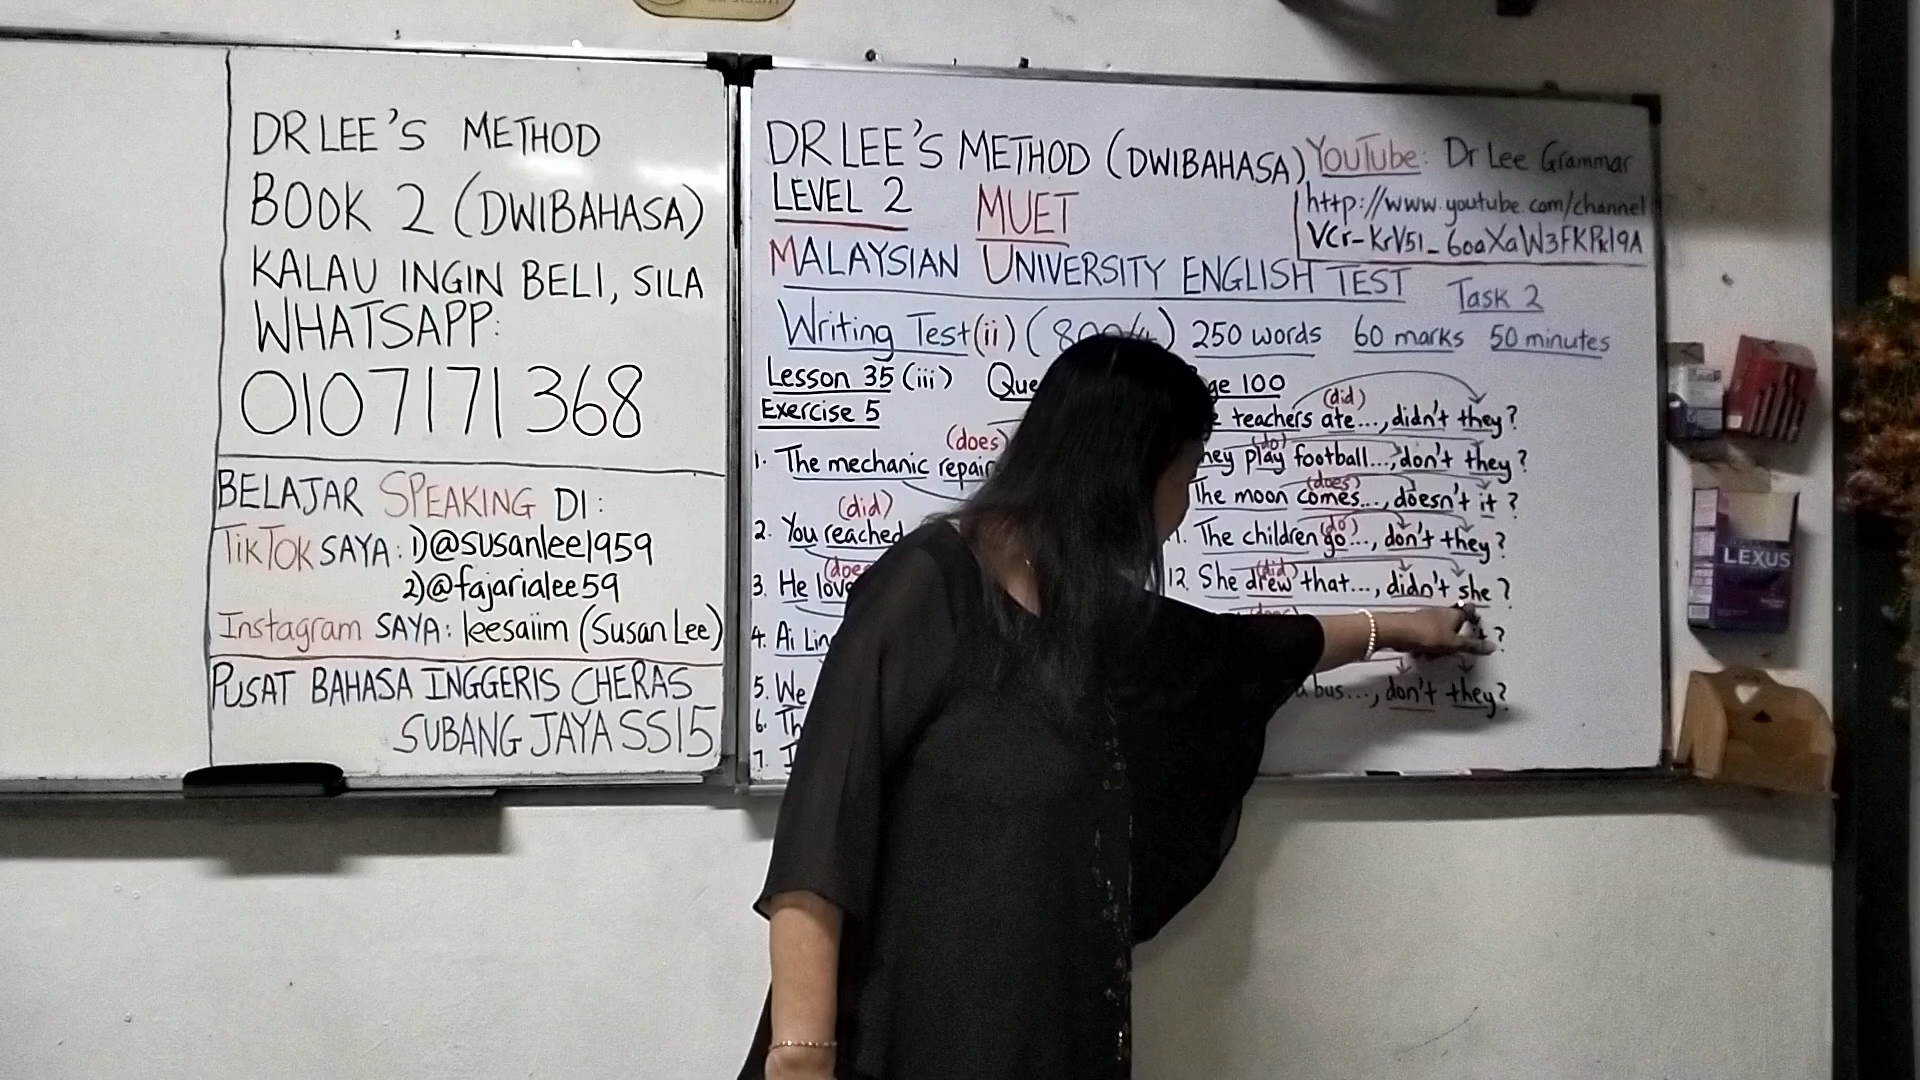 DR LEE'S METHOD
BOOK 2 (DWIBAHASA)
KALAU INGIN BELI, SILA
WHATSAPP:
0107171368
BELAJAR SPEAKING DI:
TIKTOK SAYA: 1)@susanlee1959
2)@fajarialee59
Instagram SAYA: leesaiim (Susan Lee)
PUSAT BAHASA INGGERIS CHERAS
SUBANG JAYA SS15
DR LEE'S METHOD (DWIBAHASA)
LEVEL 2 MUET
MALAYSIAN UNIVERSITY ENGLISH TEST
YouTube: Dr Lee Grammar
http://www.youtube.com/channel
Task 2
Writing Test (ii) 250 words 60 marks 50 minutes
Lesson 35 (iii) 100
Exercise 5
(does)
1. The mechanic
(did)
2. You reached
3. He
4. Ai
5. We
6.
7.
(did)
teachers ate..., didn't they?
(do)
play football..., don't they?
(does)
The moon comes..., doesn't it?
(do)
The children go..., don't they?
(did)
12. She drew that..., didn't she?
?
bus..., don't they?
LEXUS